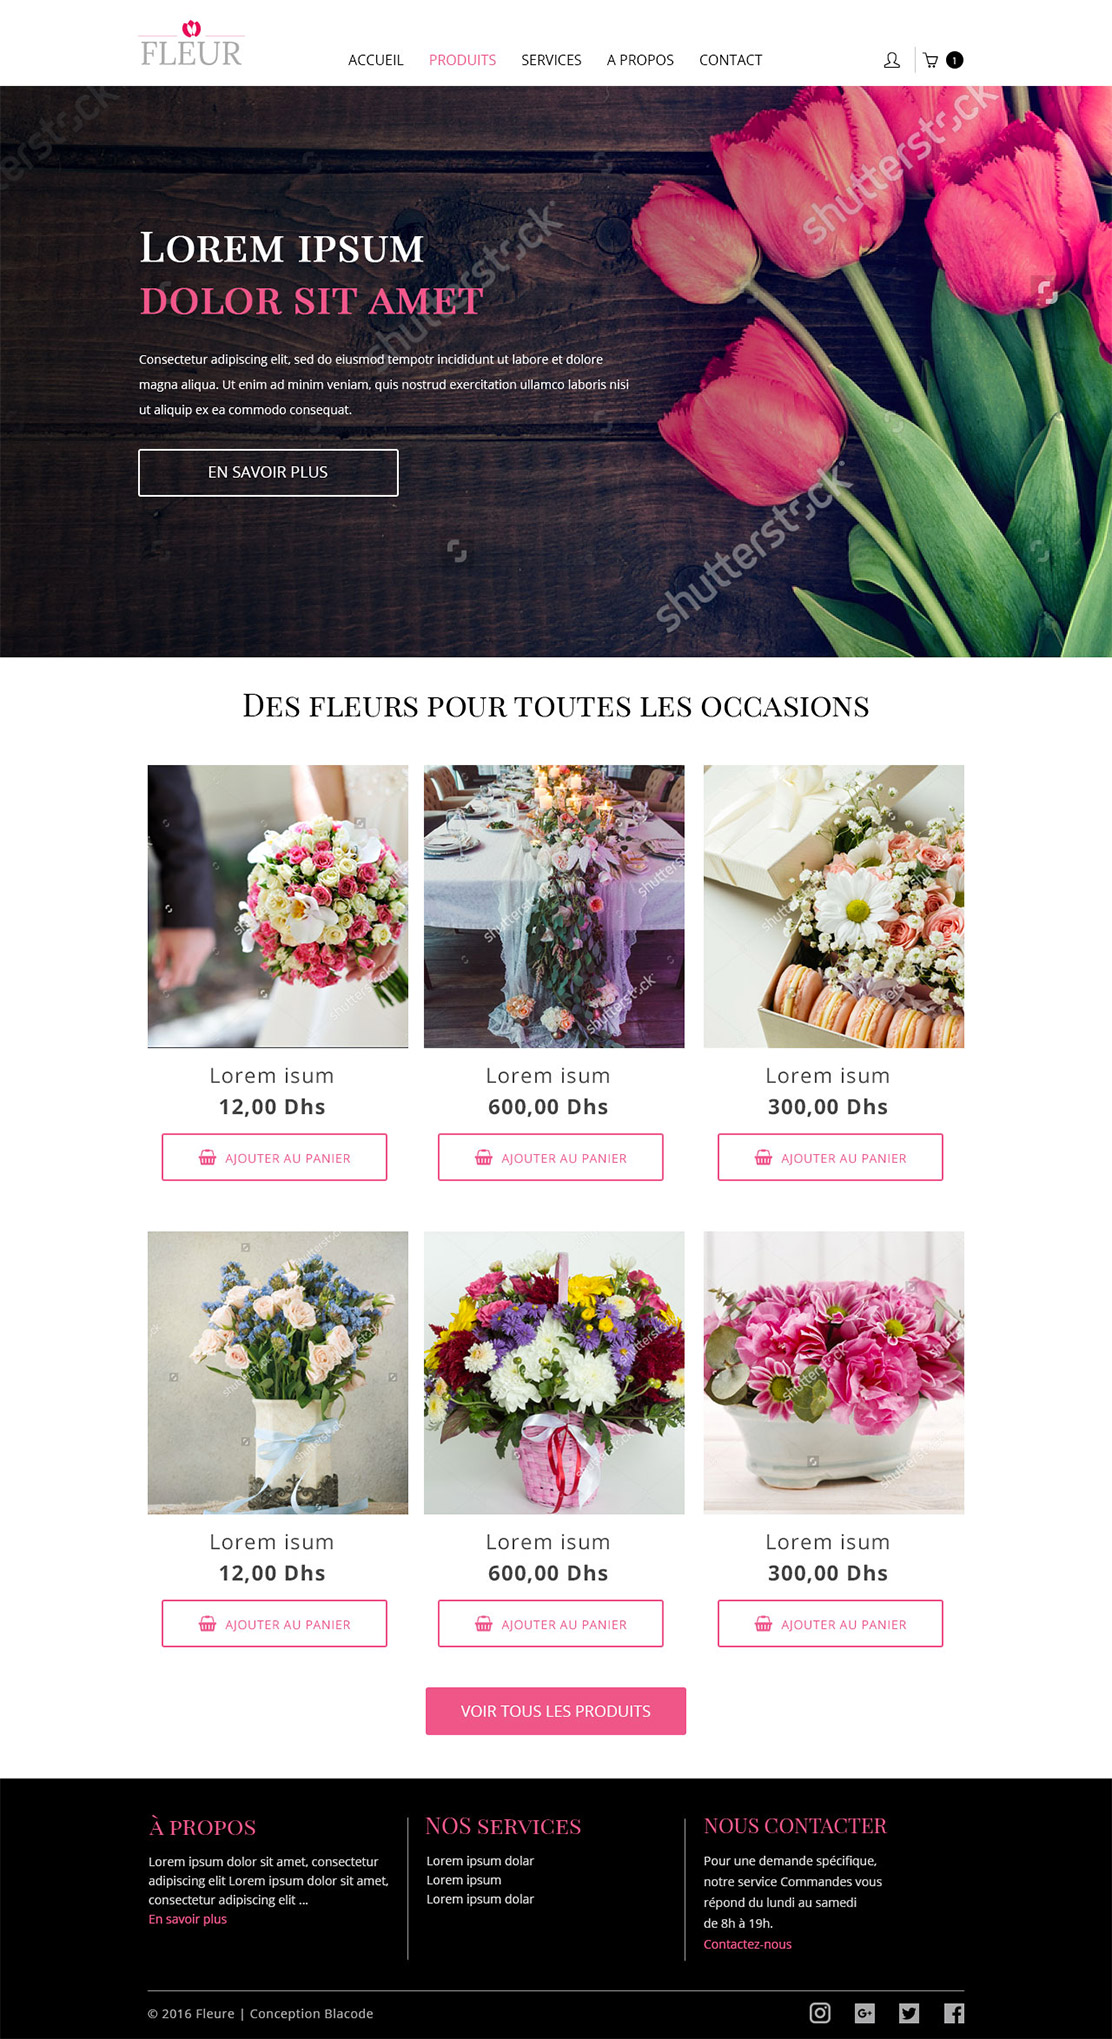 FLEUR
ACCUEIL PRODUITS SERVICES A PROPOS CONTACT 1
shutterstock
shutterstock
shutterstock
shutterstock
Lorem ipsum
dolor sit amet
Consectetur adipiscing elit, sed do eiusmod tempotr incididunt ut labore et dolore
magna aliqua. Ut enim ad minim veniam, quis nostrud exercitation ullamco laboris nisi
ut aliquip ex ea commodo consequat.
EN SAVOIR PLUS
Des fleurs pour toutes les occasions
Lorem isum
12,00 Dhs
AJOUTER AU PANIER
Lorem isum
600,00 Dhs
AJOUTER AU PANIER
Lorem isum
300,00 Dhs
AJOUTER AU PANIER
Lorem isum
12,00 Dhs
AJOUTER AU PANIER
Lorem isum
600,00 Dhs
AJOUTER AU PANIER
Lorem isum
300,00 Dhs
AJOUTER AU PANIER
VOIR TOUS LES PRODUITS
À propos
Lorem ipsum dolor sit amet, consectetur
adipiscing elit Lorem ipsum dolor sit amet,
consectetur adipiscing elit ...
En savoir plus
NOS services
Lorem ipsum dolar
Lorem ipsum
Lorem ipsum dolar
NOUS CONTACTER
Pour une demande spécifique,
notre service Commandes vous
répond du lundi au samedi
de 8h à 19h.
Contactez-nous
© 2016 Fleure | Conception Blacode